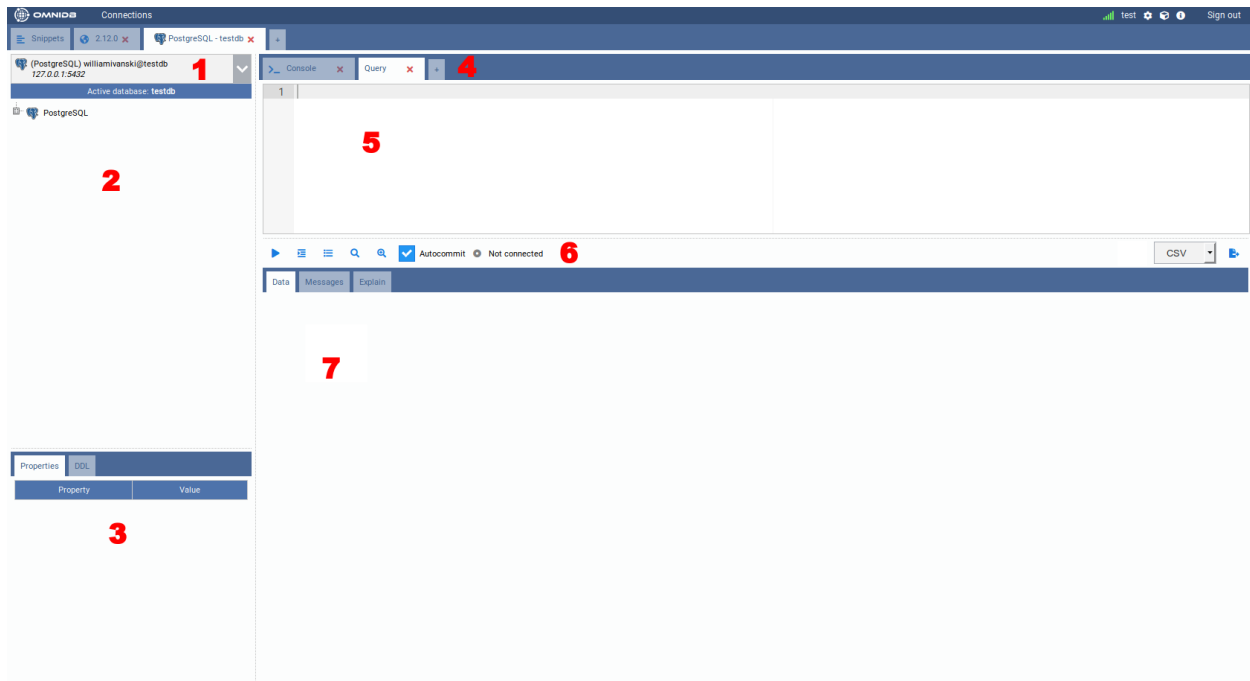 OMNIDB Connections test Sign out
Snippets 2.12.0 PostgreSQL - testdb +
(PostgreSQL) williamivanski@testdb
127.0.0.1:5432
1
Active database: testdb
PostgreSQL
2
Properties DDL
Property Value
3
>_ Console Query + 4
1
5
Autocommit Not connected 6 CSV
Data Messages Explain
7